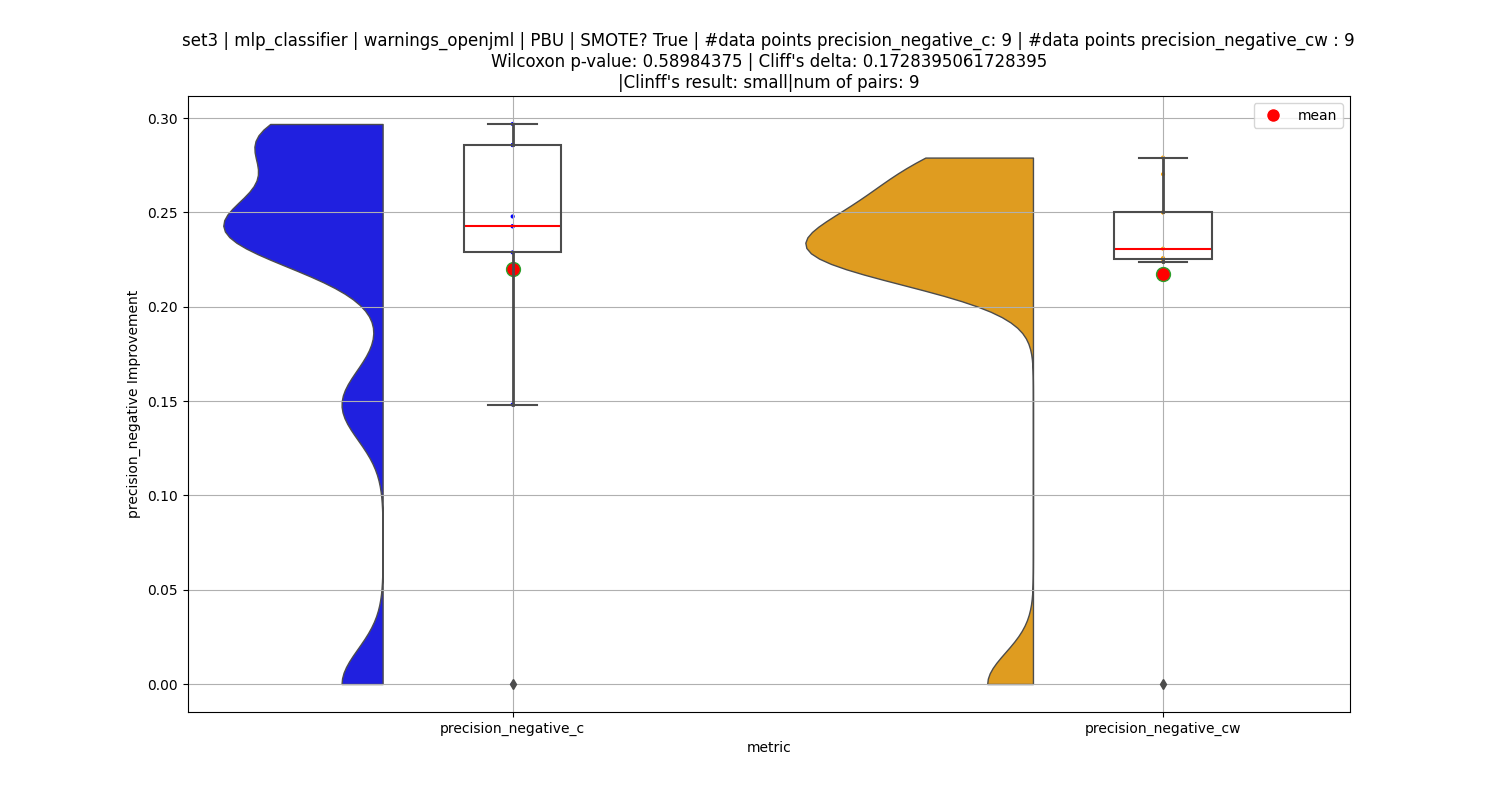 set3 | mlp_classifier | warnings_openjml | PBU | SMOTE? True | #data points precision_negative_c: 9 | #data points precision_negative_cw : 9
Wilcoxon p-value: 0.58984375 | Cliff's delta: 0.1728395061728395
|Clinff's result: small|num of pairs: 9
mean
0.30
0.25
0.20
0.15
0.10
0.05
0.00
precision_negative Improvement
precision_negative_c
precision_negative_cw
metric